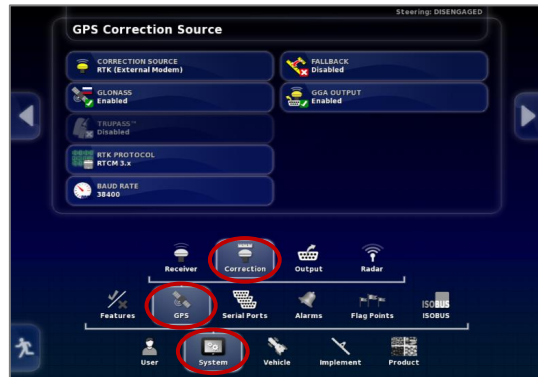 Steering: DISENGAGED
GPS Correction Source
CORRECTION SOURCE
RTK (External Modem)
FALLBACK
Disabled
GLONASS
Enabled
GGA OUTPUT
Enabled
TRUPASS™
Disabled
RTK PROTOCOL
RTCM 3.x
BAUD RATE
38400
Receiver Correction Output Radar
Features GPS Serial Ports Alarms Flag Points ISOBUS
ISOBUS
User System Vehicle Implement Product